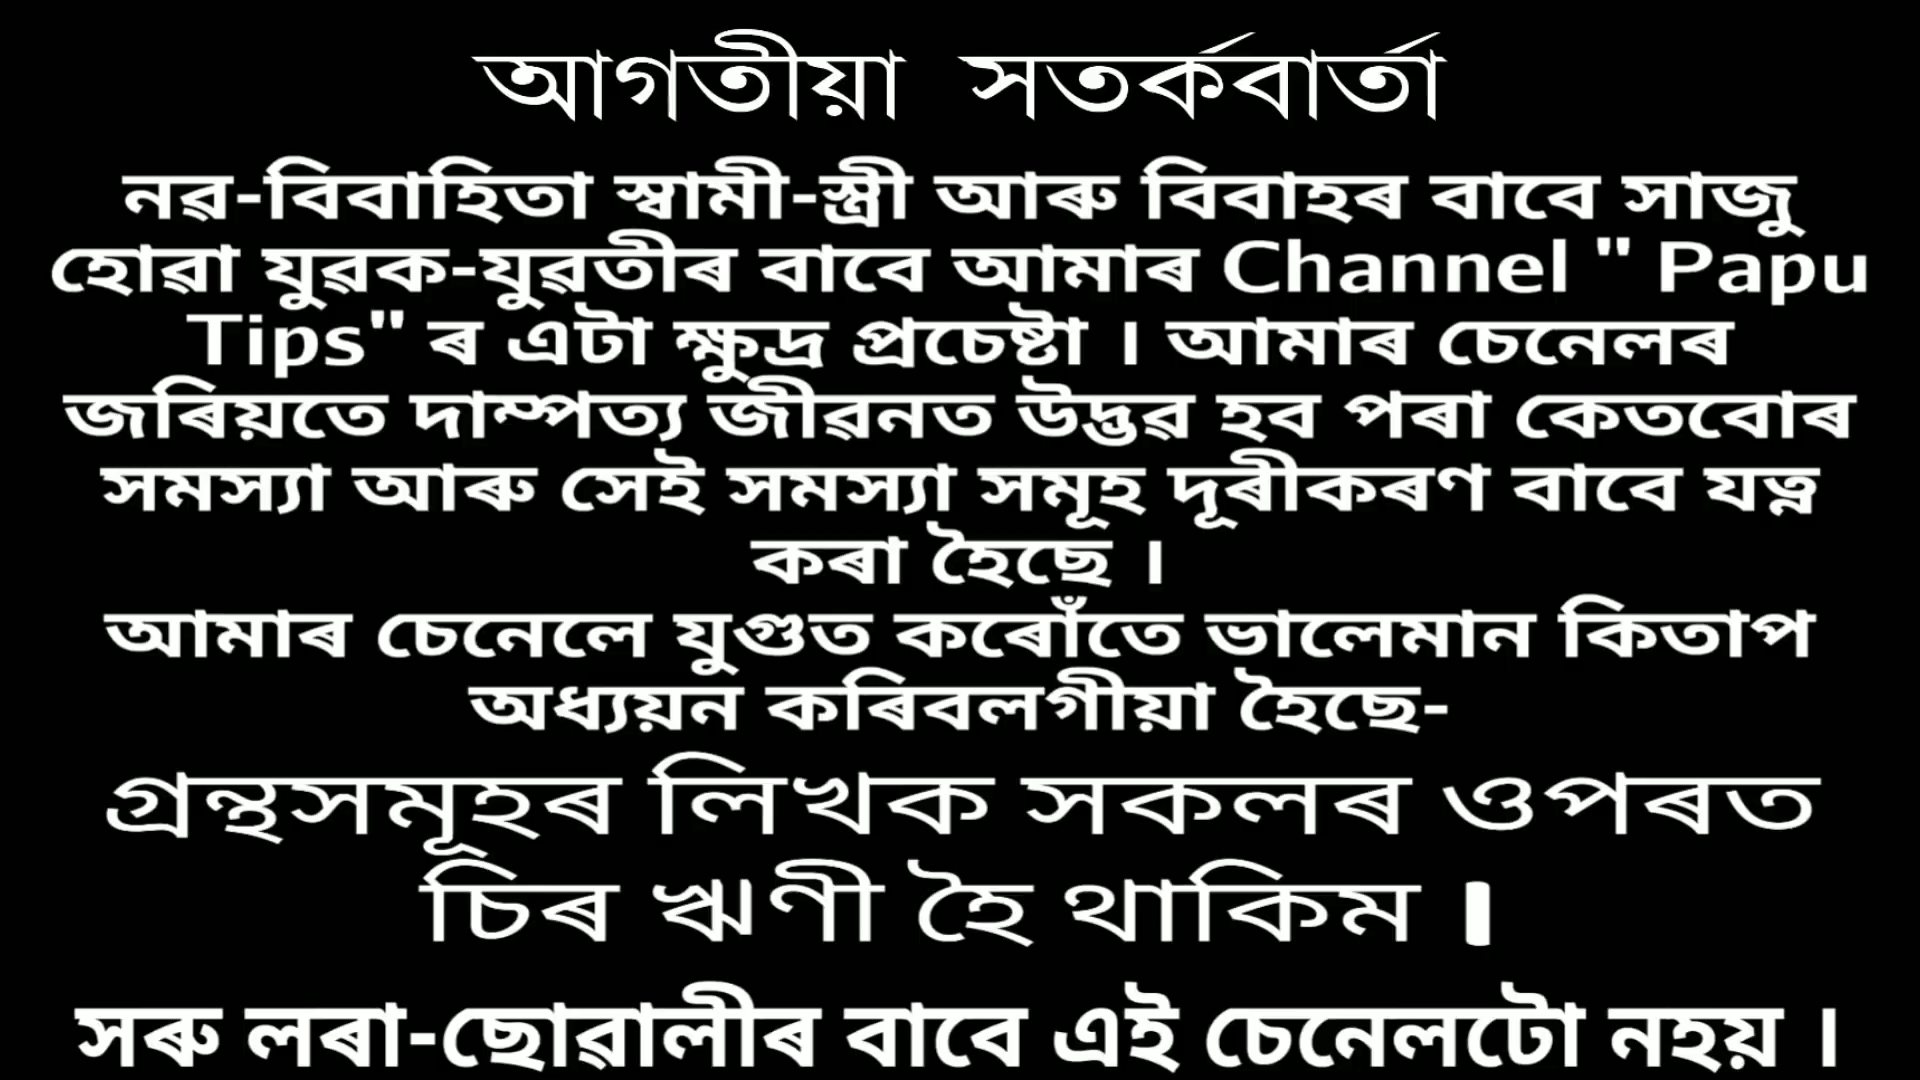 আগতীয়া সতৰ্কবাৰ্তা
নৱ-বিবাহিতা স্বামী-স্ত্ৰী আৰু বিবাহৰ বাবে সাজু
হোৱা যুৱক-যুৱতীৰ বাবে আমাৰ Channel " Papu
Tips" ৰ এটা ক্ষুদ্ৰ প্ৰচেষ্টা । আমাৰ চেনেলৰ
জৰিয়তে দাম্পত্য জীৱনত উদ্ভৱ হব পৰা কেতবোৰ
সমস্যা আৰু সেই সমস্যা সমূহ দূৰীকৰণ বাবে যত্ন
কৰা হৈছে ।
আমাৰ চেনেলে যুগুত কৰোঁতে ভালেমান কিতাপ
অধ্যয়ন কৰিবলগীয়া হৈছে-
গ্ৰন্থসমূহৰ লিখক সকলৰ ওপৰত
চিৰ ঋণী হৈ থাকিম ।
সৰু লৰা-ছোৱালীৰ বাবে এই চেনেলটো নহয় ।